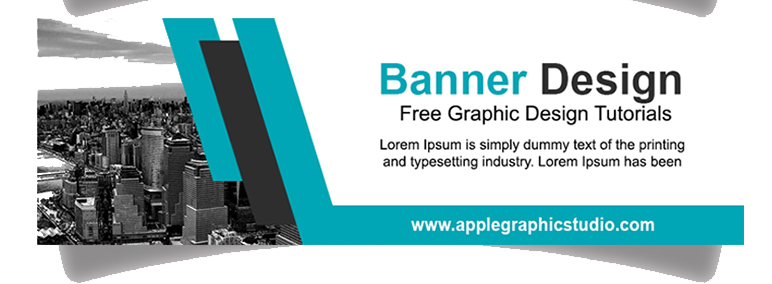 Banner Design
Free Graphic Design Tutorials
Lorem Ipsum is simply dummy text of the printing
and typesetting industry. Lorem Ipsum has been
www.applegraphicstudio.com